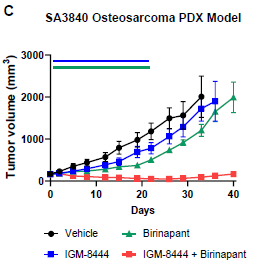 C
SA3840 Osteosarcoma PDX Model
Tumor volume (mm³)
3000
2000
1000
0
0 10 20 30 40
Days
Vehicle Birinapant
IGM-8444 IGM-8444 + Birinapant